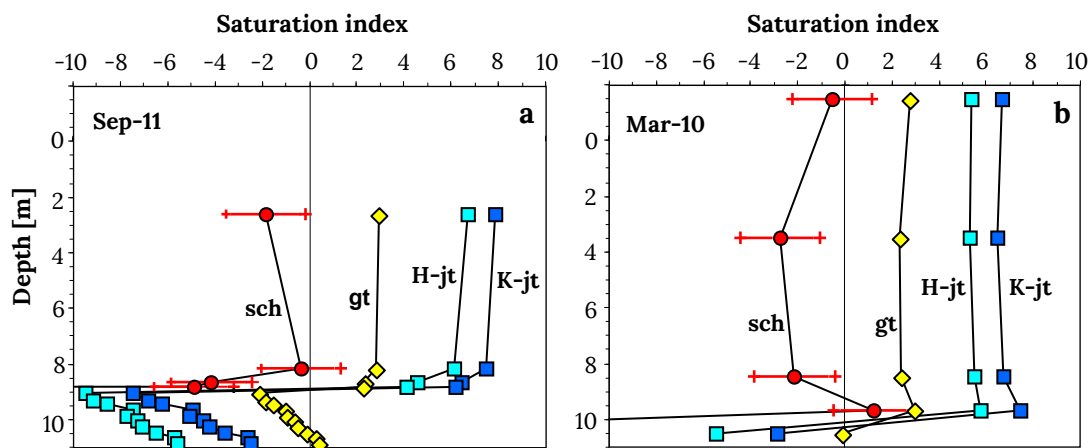 Saturation index
Saturation index
-10 -8 -6 -4 -2 0 2 4 6 8 10
-10 -8 -6 -4 -2 0 2 4 6 8 10
Depth [m]
0
2
4
6
8
10
Sep-11
a
sch
gt
H-jt
K-jt
0
2
4
6
8
10
Mar-10
b
sch
gt
H-jt
K-jt